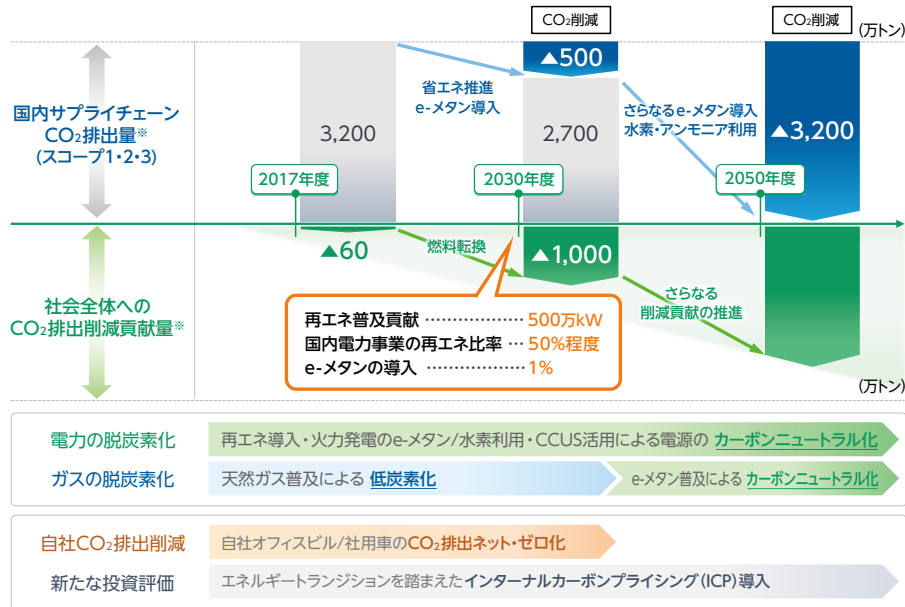 CO₂削減
CO₂削減
(万トン)
▲500
国内サプライチェーン
CO₂排出量※
(スコープ1・2・3)
3,200
省エネ推進
e-メタン導入
2,700
さらなるe-メタン導入
水素・アンモニア利用
▲3,200
2017年度
2030年度
2050年度
▲60
燃料転換
▲1,000
社会全体への
CO₂排出削減貢献量※
さらなる
削減貢献の推進
再エネ普及貢献 ……………… 500万kW
国内電力事業の再エネ比率 … 50%程度
e-メタンの導入 ……………… 1%
(万トン)
電力の脱炭素化 再エネ導入・火力発電のe-メタン/水素利用・CCUS活用による電源の カーボンニュートラル化
ガスの脱炭素化 天然ガス普及による 低炭素化 e-メタン普及による カーボンニュートラル化
自社CO₂排出削減 自社オフィスビル/社用車のCO₂排出ネット・ゼロ化
新たな投資評価 エネルギートランジションを踏まえたインターナルカーボンプライシング(ICP)導入